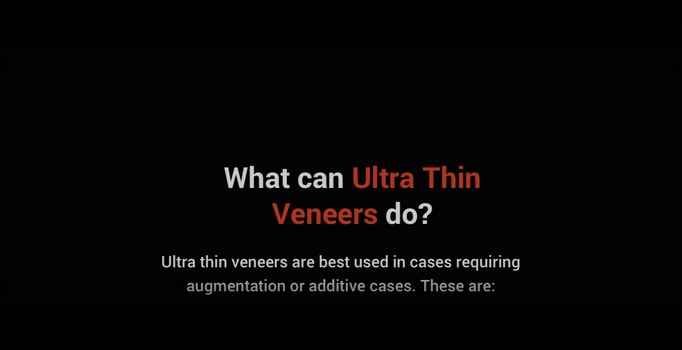 What can Ultra Thin
Veneers do?
Ultra thin veneers are best used in cases requiring
augmentation or additive cases. These are: